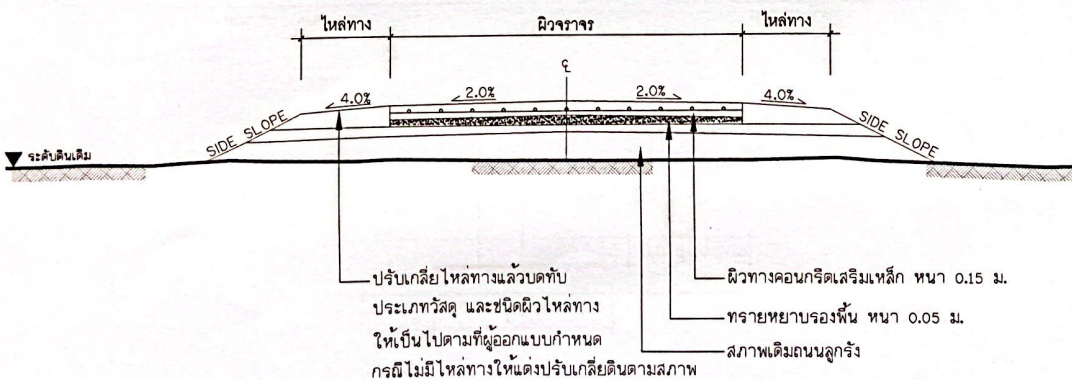 ไหล่ทาง ผิวจราจร ไหล่ทาง
℄
4.0% 2.0% 2.0% 4.0%
SIDE SLOPE SIDE SLOPE
ระดับดินเดิม
ปรับเกลี่ยไหล่ทางแล้วบดทับ
ประเภทวัสดุ และชนิดผิวไหล่ทาง
ให้เป็นไปตามที่ผู้ออกแบบกำหนด
กรณีไม่มีไหล่ทางให้แต่งปรับเกลี่ยดินตามสภาพ
ผิวทางคอนกรีตเสริมเหล็ก หนา 0.15 ม.
ทรายหยาบรองพื้น หนา 0.05 ม.
สภาพเดิมถนนลูกรัง